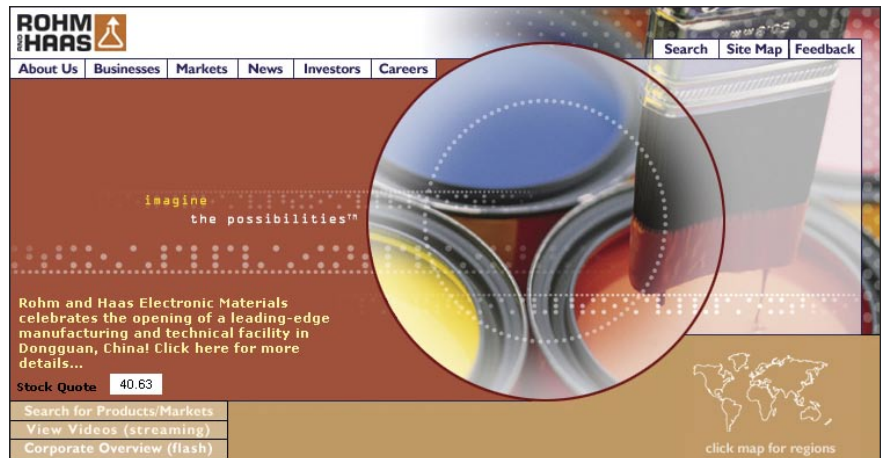 ROHM
AND HAAS
Search Site Map Feedback
About Us Businesses Markets News Investors Careers
imagine
the possibilities™
Rohm and Haas Electronic Materials
celebrates the opening of a leading-edge
manufacturing and technical facility in
Dongguan, China! Click here for more
details...
Stock Quote 40.63
Search for Products/Markets
View Videos (streaming)
Corporate Overview (flash)
click map for regions